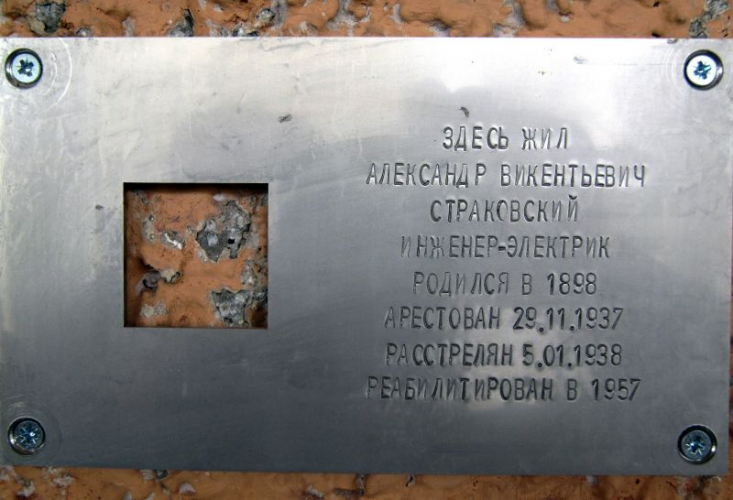 ЗДЕСЬ ЖИЛ
АЛЕКСАНДР ВИКЕНТЬЕВИЧ
СТРАКОВСКИЙ
ИНЖЕНЕР-ЭЛЕКТРИК
РОДИЛСЯ В 1898
АРЕСТОВАН 29.11.1937
РАССТРЕЛЯН 5.01.1938
РЕАБИЛИТИРОВАН В 1957